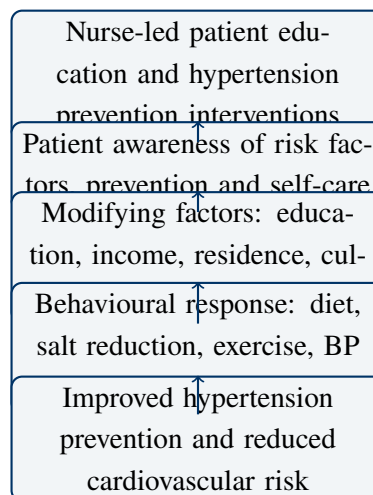 Nurse-led patient edu-
cation and hypertension
prevention interventions
Patient awareness of risk fac-
tors, prevention and self-care
Modifying factors: educa-
tion, income, residence, cul-
Behavioural response: diet,
salt reduction, exercise, BP
Improved hypertension
prevention and reduced
cardiovascular risk